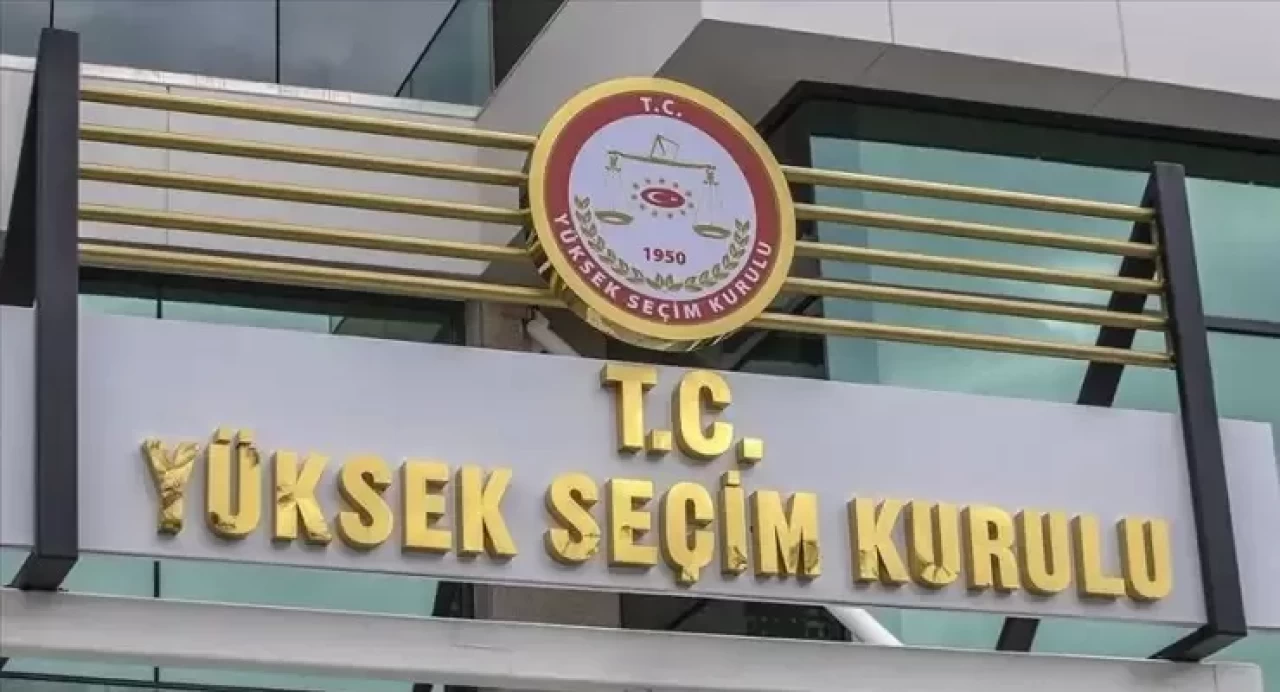 T.C.
1950
YÜKSEK SEÇİM KURULU
T.C.
YÜKSEK SEÇİM KURULU